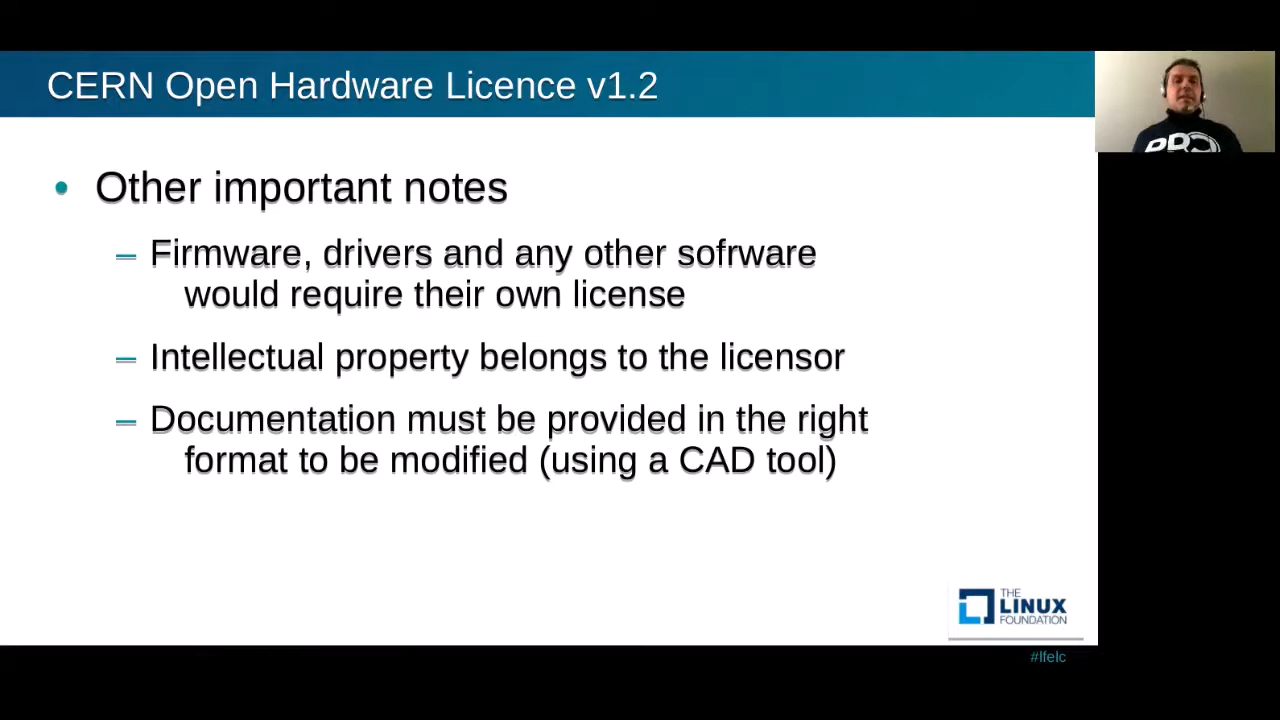 CERN Open Hardware Licence v1.2
• Other important notes
– Firmware, drivers and any other sofrware
would require their own license
– Intellectual property belongs to the licensor
– Documentation must be provided in the right
format to be modified (using a CAD tool)
THE
LINUX
FOUNDATION
#lfelc